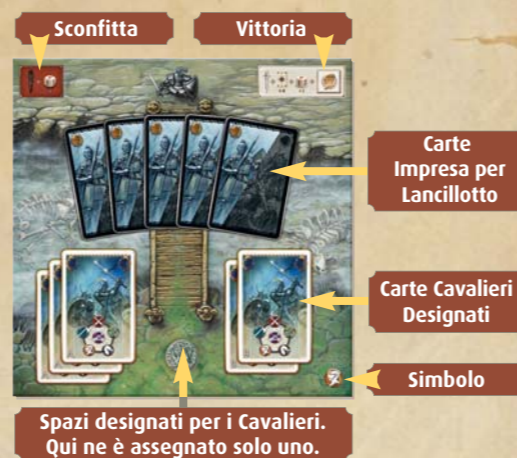 Sconfitta
Vittoria
Carte
Impresa per
Lancillotto
Carte Cavalieri
Designati
Simbolo
Spazi designati per i Cavalieri.
Qui ne è assegnato solo uno.